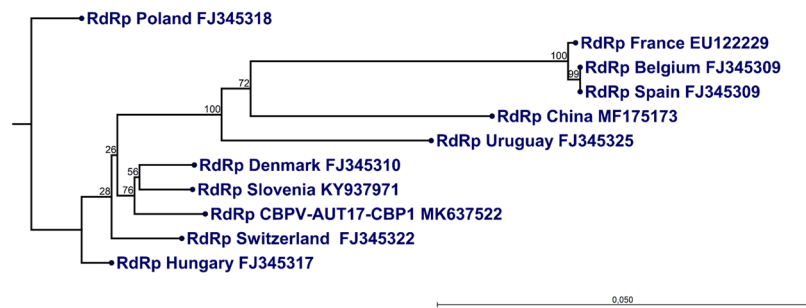 RdRp Poland FJ345318
RdRp France EU122229
100
RdRp Belgium FJ345309
99
72
RdRp Spain FJ345309
100
RdRp China MF175173
RdRp Uruguay FJ345325
26
RdRp Denmark FJ345310
56
RdRp Slovenia KY937971
76
28
RdRp CBPV-AUT17-CBP1 MK637522
RdRp Switzerland FJ345322
RdRp Hungary FJ345317
0,050